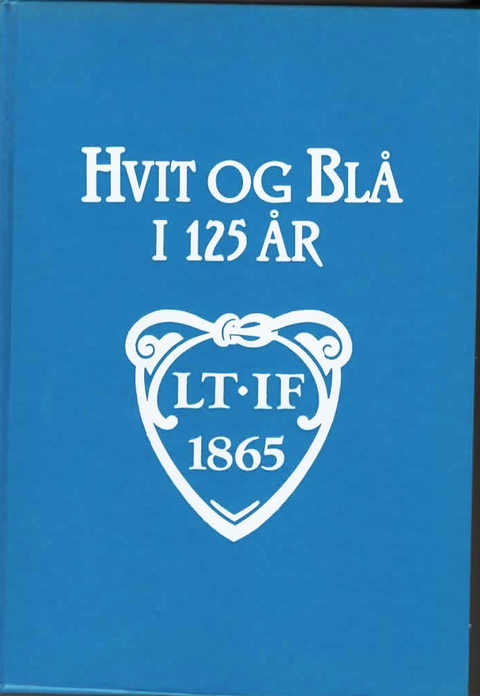 HVIT OG BLÅ
I 125 ÅR
LT·IF
1865